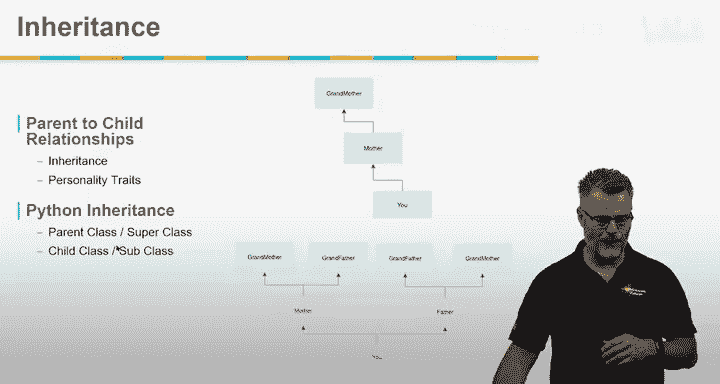 Inheritance
Parent to Child
Relationships
– Inheritance
– Personality Traits
Python Inheritance
– Parent Class / Super Class
– Child Class / Sub Class
GrandMother
Mother
You
GrandMother
GrandFather
GrandFather
GrandMother
Mother
Father
You